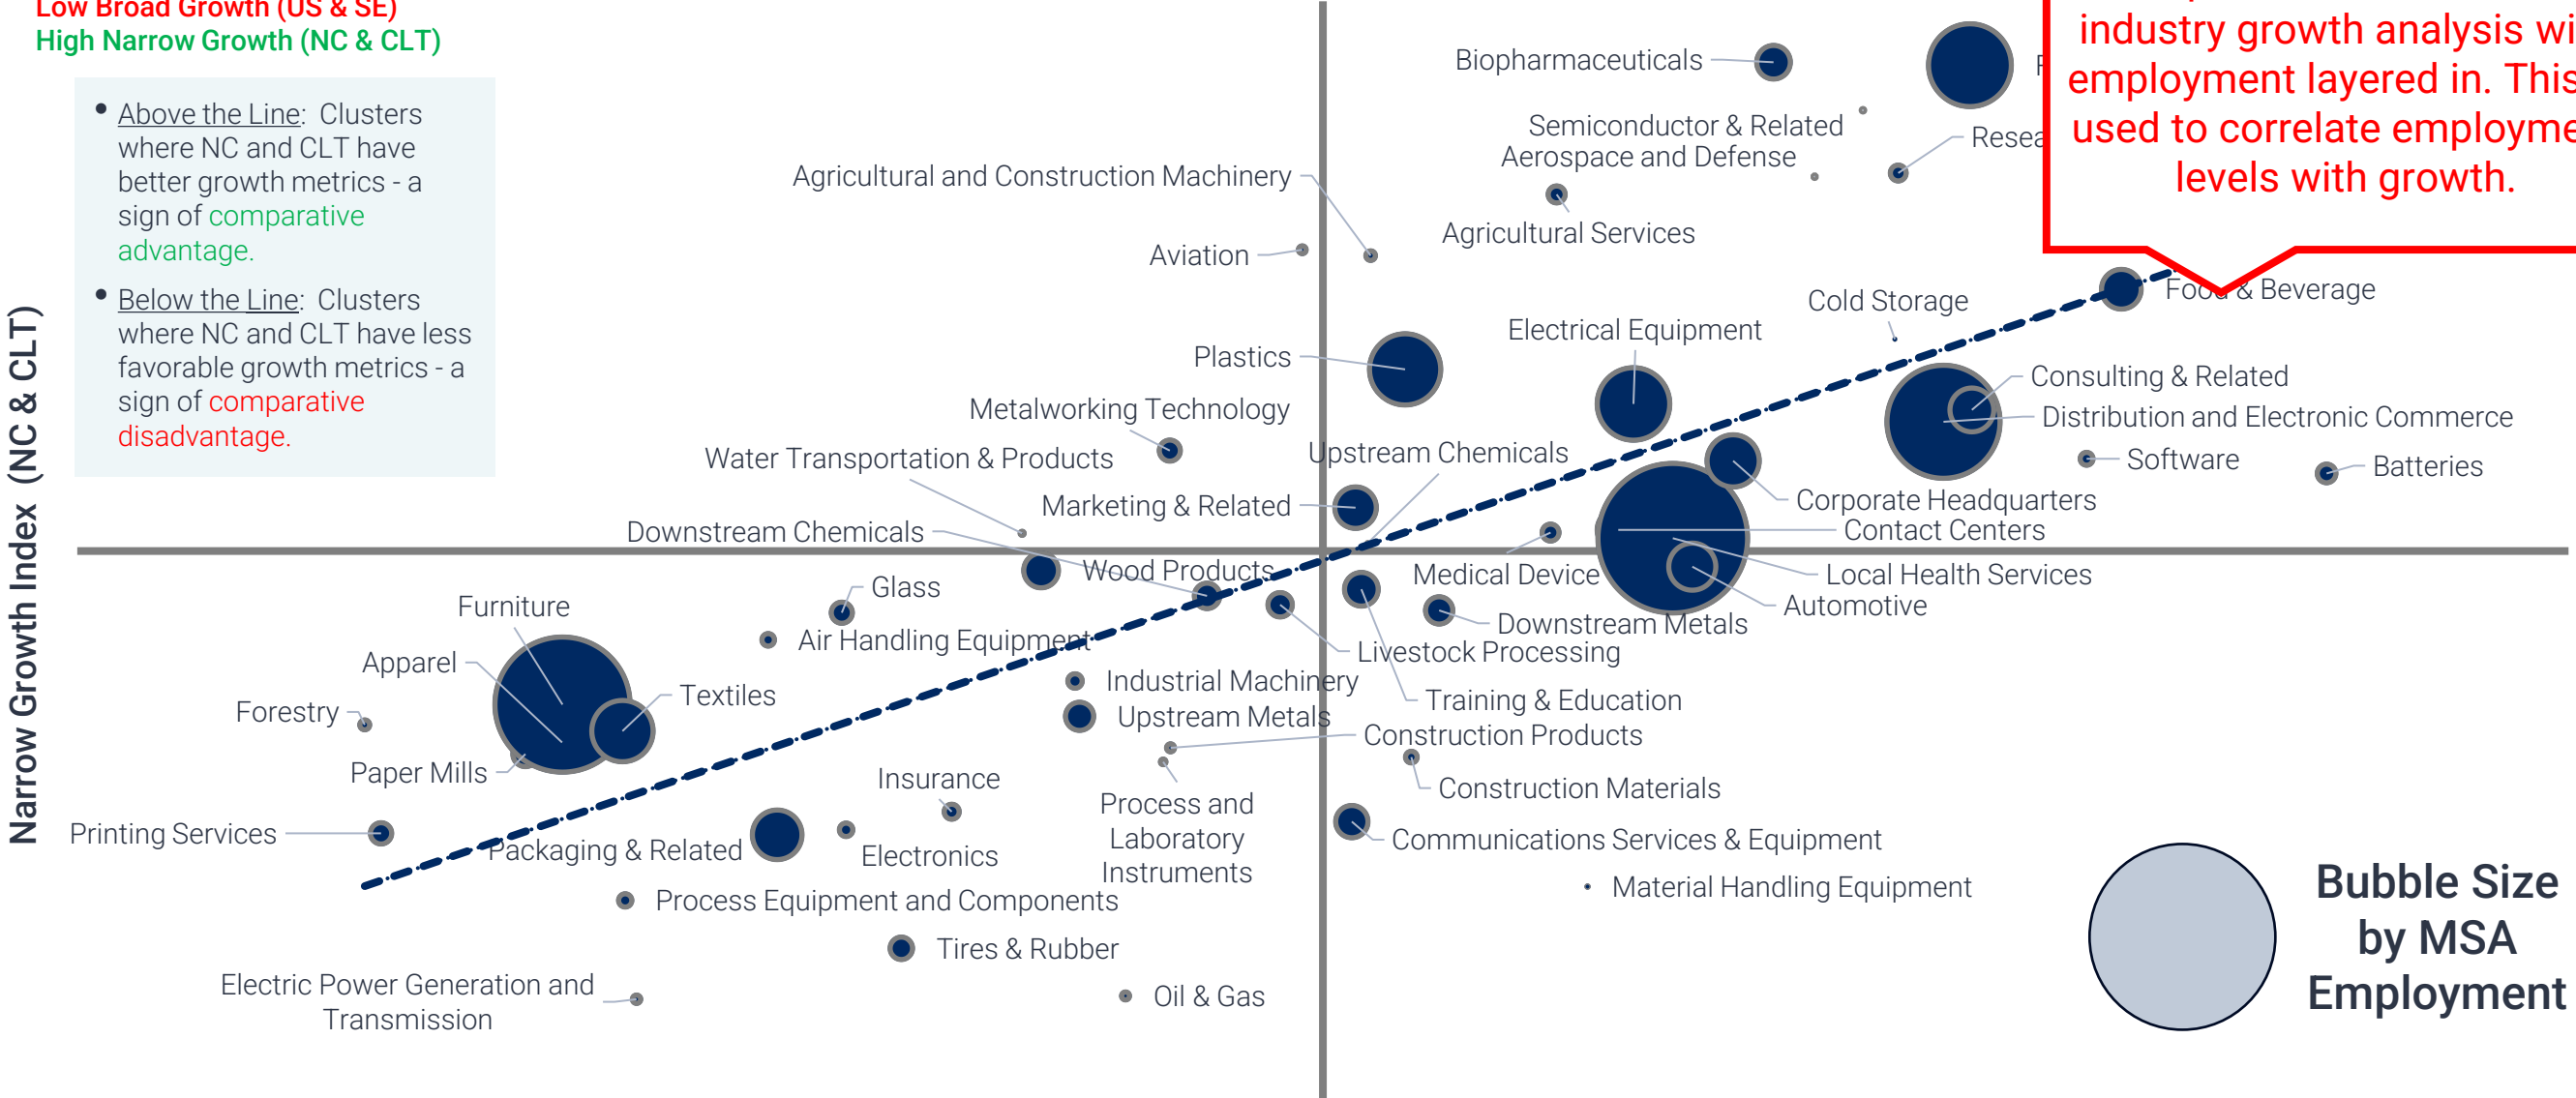 Low Broad Growth (US & SE)
High Narrow Growth (NC & CLT)
• Above the Line: Clusters
where NC and CLT have
better growth metrics - a
sign of comparative
advantage.
• Below the Line: Clusters
where NC and CLT have less
favorable growth metrics - a
sign of comparative
disadvantage.
Narrow Growth Index (NC & CLT)
industry growth analysis
employment layered in. This
used to correlate
levels with growth.
Biopharmaceuticals
Semiconductor & Related
Aerospace and Defense
Agricultural and Construction Machinery
Agricultural Services
Aviation
Food & Beverage
Cold Storage
Electrical Equipment
Plastics
Consulting & Related
Metalworking Technology
Distribution and Electronic Commerce
Upstream Chemicals
Water Transportation & Products
Software
Batteries
Marketing & Related
Corporate Headquarters
Downstream Chemicals
Contact Centers
Wood Products
Medical Device
Local Health Services
Glass
Furniture
Automotive
Downstream Metals
Air Handling Equipment
Livestock Processing
Apparel
Industrial Machinery
Textiles
Training & Education
Forestry
Upstream Metals
Construction Products
Paper Mills
Insurance
Construction Materials
Process and
Laboratory
Instruments
Printing Services
Communications Services & Equipment
Packaging & Related
Electronics
Material Handling Equipment
Process Equipment and Components
Tires & Rubber
Electric Power Generation and
Transmission
Oil & Gas
Bubble Size
by MSA
Employment